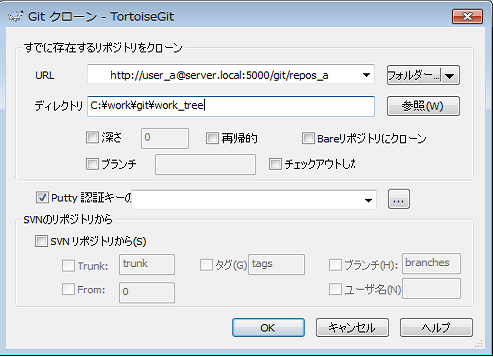 Git クローン - TortoiseGit
すでに存在するリポジトリをクローン
URL http://user_a@server.local:5000/git/repos_a フォルダー...
ディレクトリ C:¥work¥git¥work_tree 参照(W)
深さ 0 再帰的 Bareリポジトリにクローン
ブランチ チェックアウトした
Putty 認証キーの ...
SVNのリポジトリから
SVN リポジトリから(S)
Trunk: trunk タグ(G) tags ブランチ(H): branches
From: 0 ユーザ名(N)
OK キャンセル ヘルプ